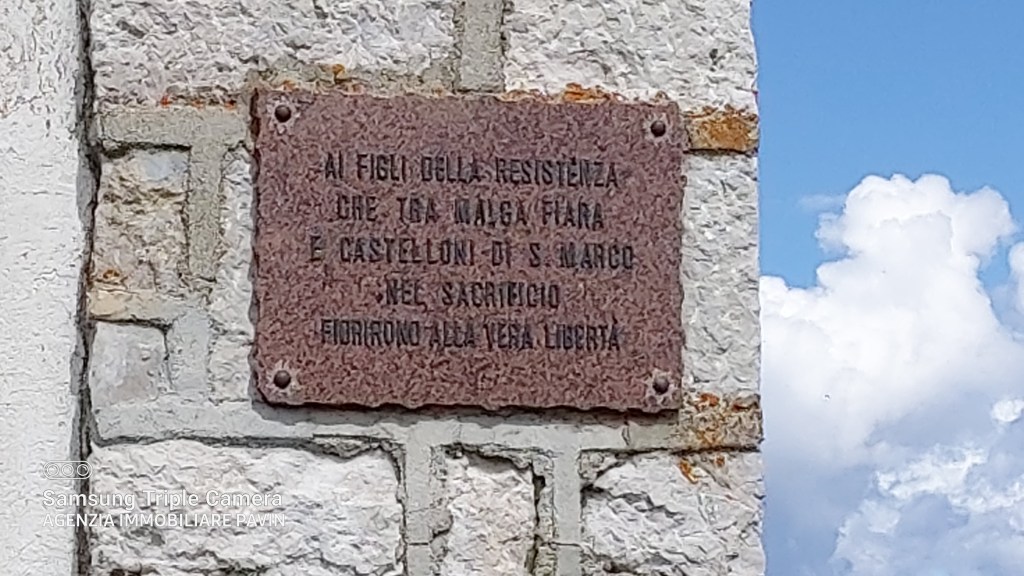 AI FIGLI DELLA RESISTENZA
CHE TRA MALGA FIARA
E CASTELLONI DI S. MARCO
NEL SACRIFICIO
FIORIRONO ALLA VERA LIBERTÀ
Samsung Triple Camera
AGENZIA IMMOBILIARE PAVIN